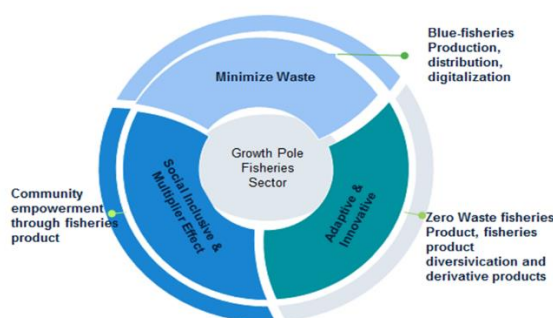 Blue-fisheries
Production,
distribution,
digitalization
Minimize Waste
Growth Pole
Fisheries
Sector
Social Inclusive &
Multiplier Effect
Adaptive &
Innovative
Community
empowerment
through fisheries
product
Zero Waste fisheries
Product, fisheries
product
diversivication and
derivative products